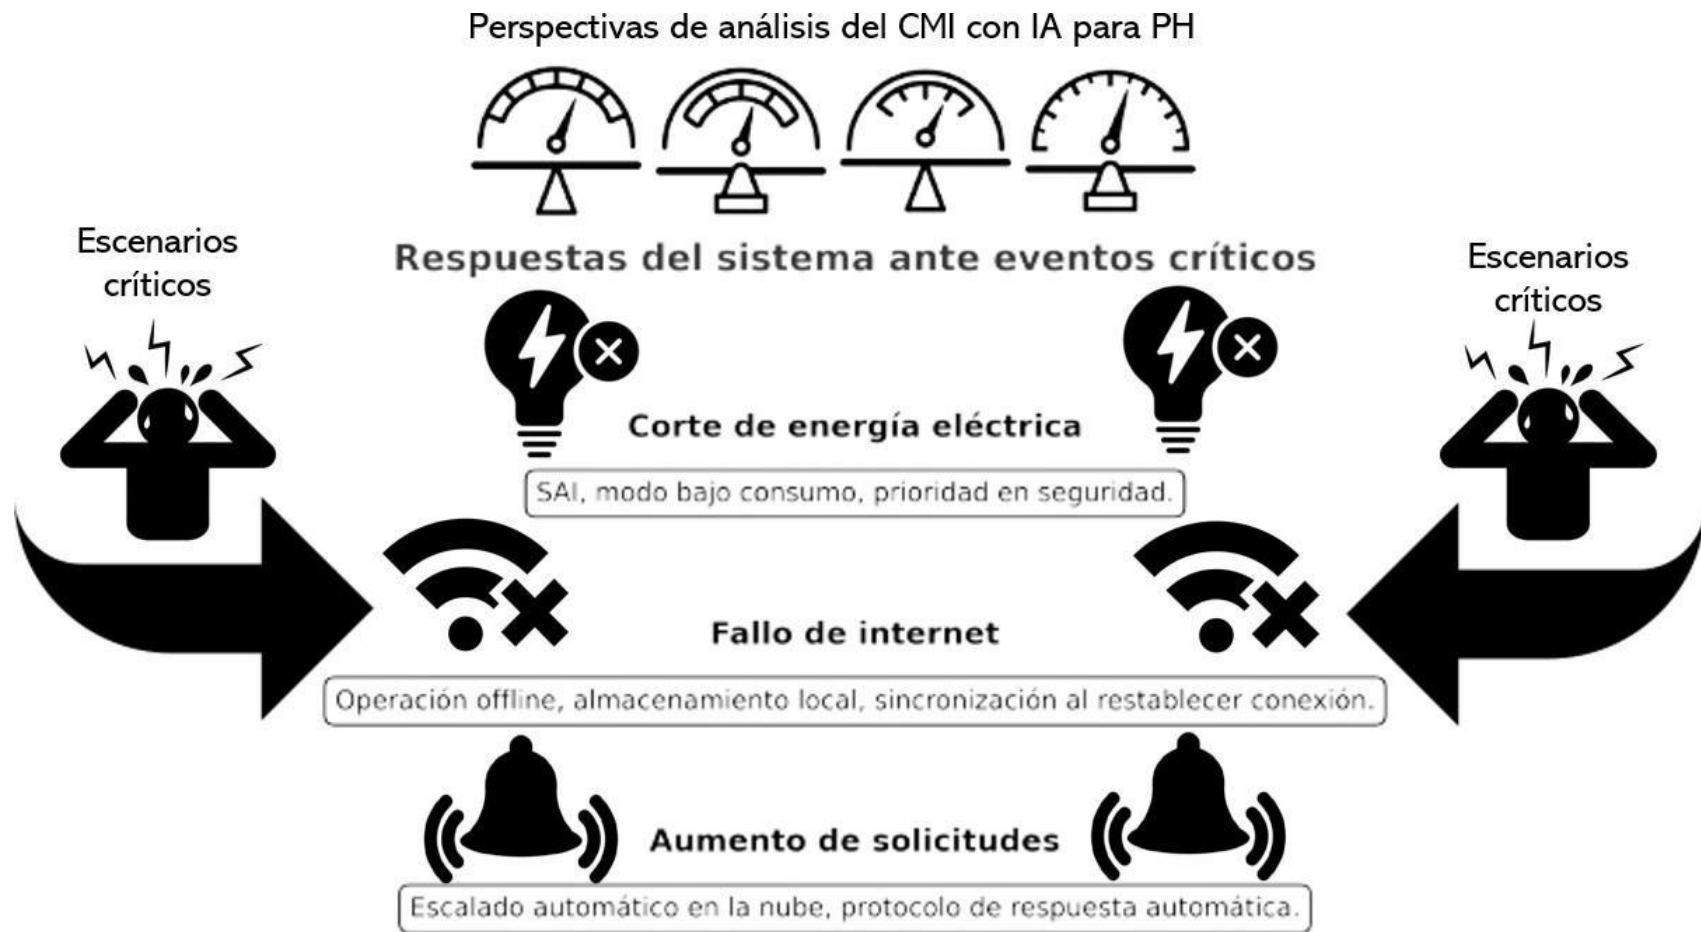 Perspectivas de análisis del CMI con IA para PH
Respuestas del sistema ante eventos críticos
Escenarios
críticos
Escenarios
críticos
Corte de energía eléctrica
SAI, modo bajo consumo, prioridad en seguridad.
Fallo de internet
Operación offline, almacenamiento local, sincronización al restablecer conexión.
Aumento de solicitudes
Escalado automático en la nube, protocolo de respuesta automática.